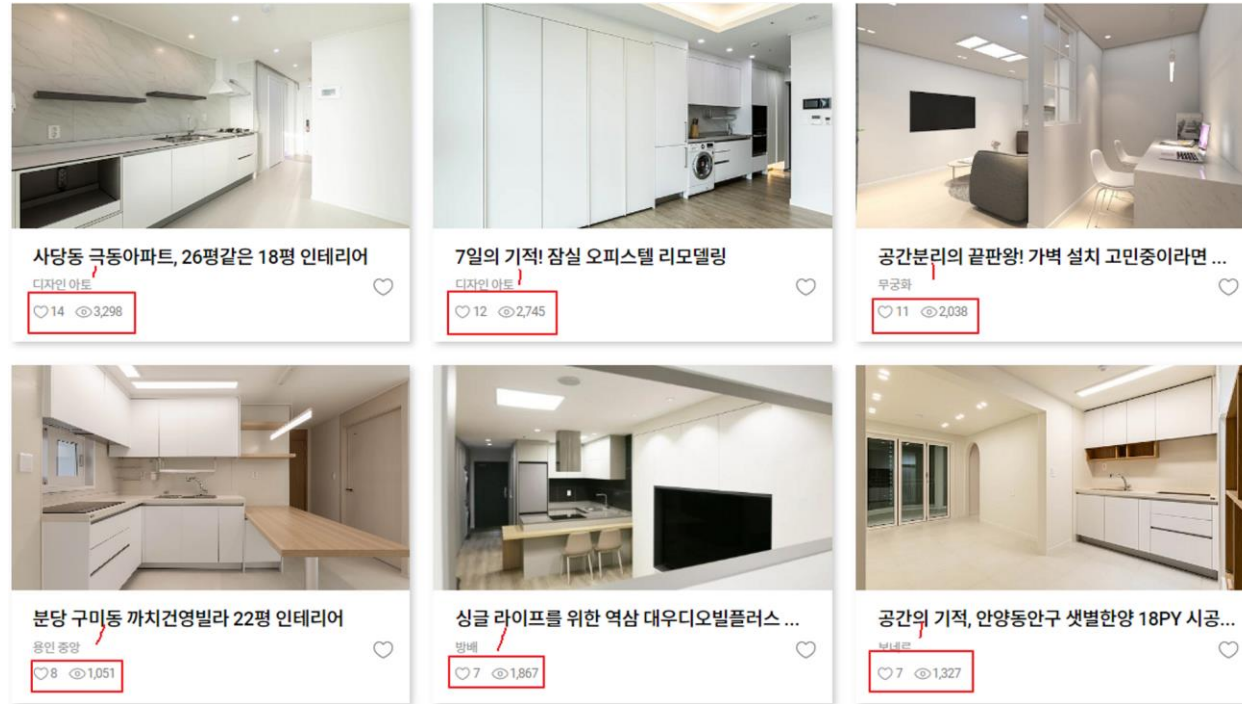 사당동 극동아파트, 26평같은 18평 인테리어
디자인 아토
14 3,298
7일의 기적! 잠실 오피스텔 리모델링
디자인 아토
12 2,745
공간분리의 끝판왕! 가벽 설치 고민중이라면 ...
무궁화
11 2,038
분당 구미동 까치건영빌라 22평 인테리어
용인 중앙
8 1,051
싱글 라이프를 위한 역삼 대우디오빌플러스 ...
방배
7 1,867
공간의 기적, 안양동안구 샛별한양 18PY 시공...
보네르
7 1,327